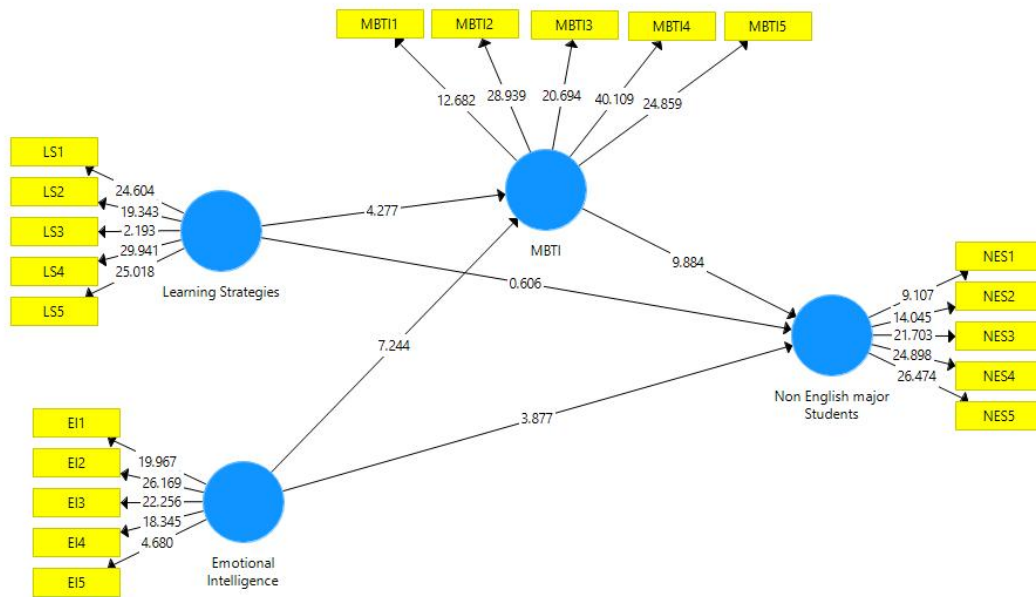 MBTI1
MBTI2
MBTI3
MBTI4
MBTI5
12.682
28.939
20.694
40.109
24.859
LS1
LS2
LS3
LS4
LS5
24.604
19.343
2.193
29.941
25.018
Learning Strategies
4.277
MBTI
9.884
0.606
7.244
3.877
NES1
NES2
NES3
NES4
NES5
9.107
14.045
21.703
24.898
26.474
Non English major
Students
EI1
EI2
EI3
EI4
EI5
19.967
26.169
22.256
18.345
4.680
Emotional
Intelligence